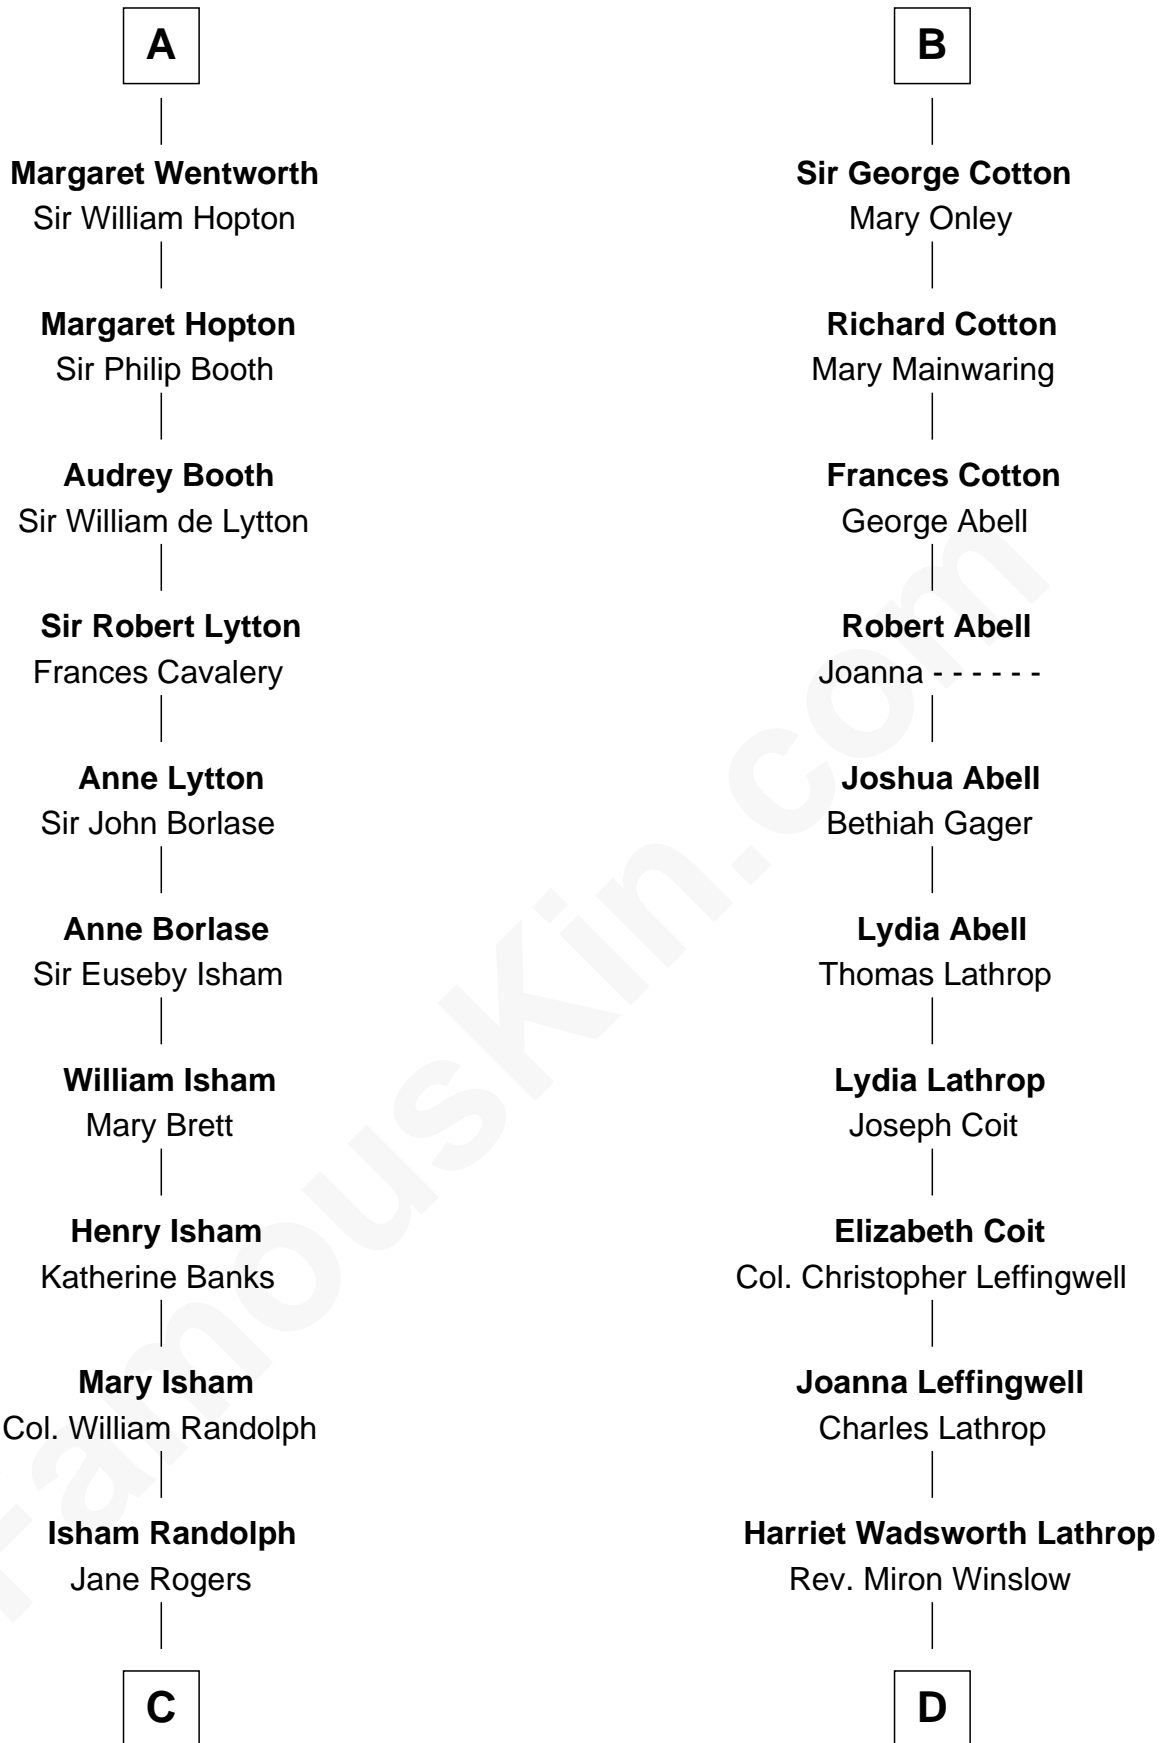 A
Margaret Wentworth
Sir William Hopton
Margaret Hopton
Sir Philip Booth
Audrey Booth
Sir William de Lytton
Sir Robert Lytton
Frances Cavalery
Anne Lytton
Sir John Borlase
Anne Borlase
Sir Euseby Isham
William Isham
Mary Brett
Henry Isham
Katherine Banks
Mary Isham
Col. William Randolph
Isham Randolph
Jane Rogers
C
B
Sir George Cotton
Mary Onley
Richard Cotton
Mary Mainwaring
Frances Cotton
George Abell
Robert Abell
Joanna - - - - - -
Joshua Abell
Bethiah Gager
Lydia Abell
Thomas Lathrop
Lydia Lathrop
Joseph Coit
Elizabeth Coit
Col. Christopher Leffingwell
Joanna Leffingwell
Charles Lathrop
Harriet Wadsworth Lathrop
Rev. Miron Winslow
D
FamousKin.com